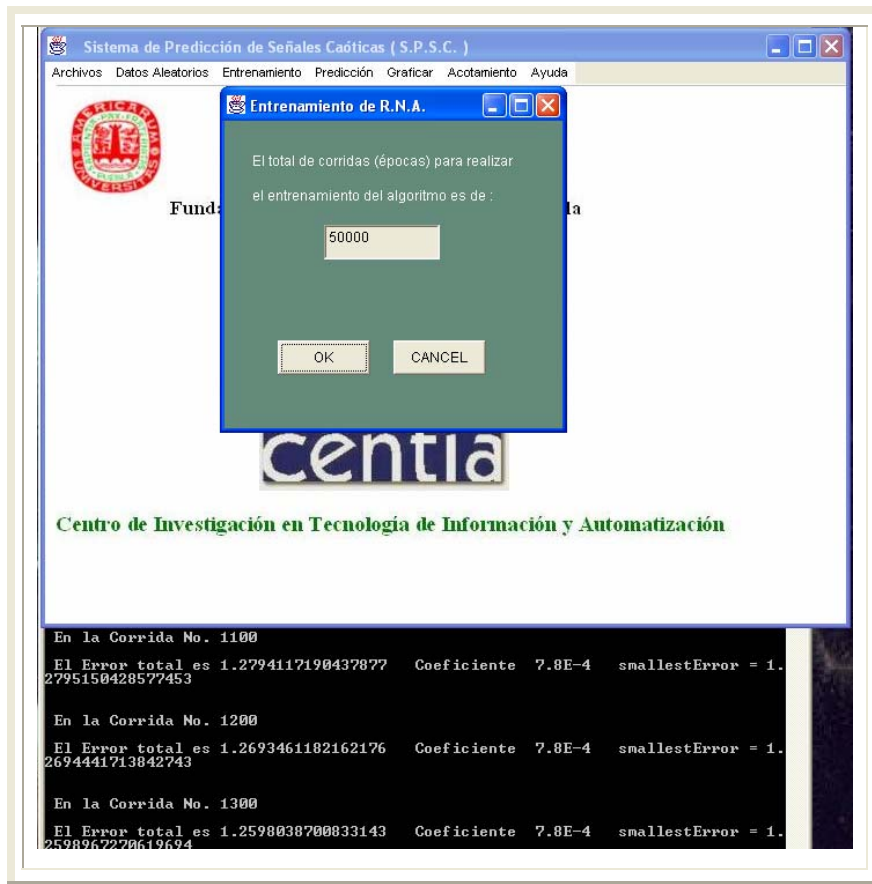 Sistema de Predicción de Señales Caóticas ( S.P.S.C. )
Archivos Datos Aleatorios Entrenamiento Predicción Graficar Acotamiento Ayuda
Entrenamiento de R.N.A.
El total de corridas (épocas) para realizar
el entrenamiento del algoritmo es de :
50000
OK CANCEL
centia
Centro de Investigación en Tecnología de Información y Automatización
En la Corrida No. 1100
El Error total es 1.2794117190437877 Coeficiente 7.8E-4 smallestError = 1.
2795150428577453
En la Corrida No. 1200
El Error total es 1.2693461182162176 Coeficiente 7.8E-4 smallestError = 1.
2694441713842743
En la Corrida No. 1300
El Error total es 1.2598038700833143 Coeficiente 7.8E-4 smallestError = 1.
2598967270619694